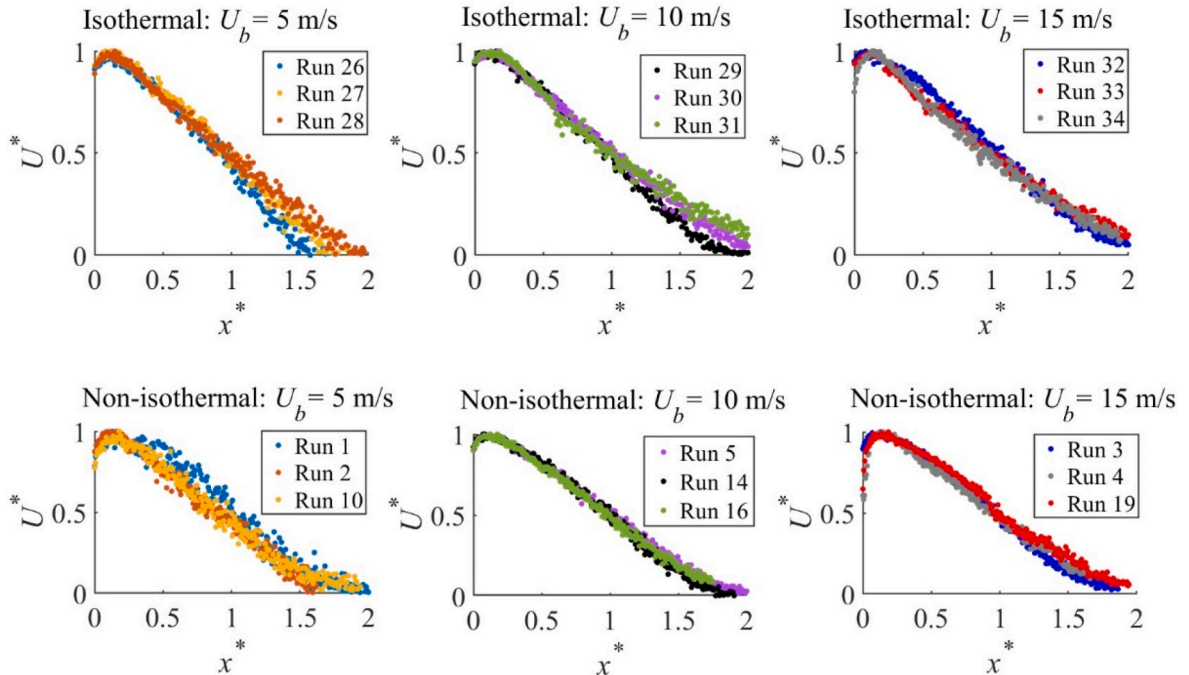 Isothermal: U_b = 5 m/s
1
0.5
0
U*
0
0.5
1
1.5
2
x*
Run 26
Run 27
Run 28
Isothermal: U_b = 10 m/s
1
0.5
0
U*
0
0.5
1
1.5
2
x*
Run 29
Run 30
Run 31
Isothermal: U_b = 15 m/s
1
0.5
0
U*
0
0.5
1
1.5
2
x*
Run 32
Run 33
Run 34
Non-isothermal: U_b = 5 m/s
1
0.5
0
U*
0
0.5
1
1.5
2
x*
Run 1
Run 2
Run 10
Non-isothermal: U_b = 10 m/s
1
0.5
0
U*
0
0.5
1
1.5
2
x*
Run 5
Run 14
Run 16
Non-isothermal: U_b = 15 m/s
1
0.5
0
U*
0
0.5
1
1.5
2
x*
Run 3
Run 4
Run 19